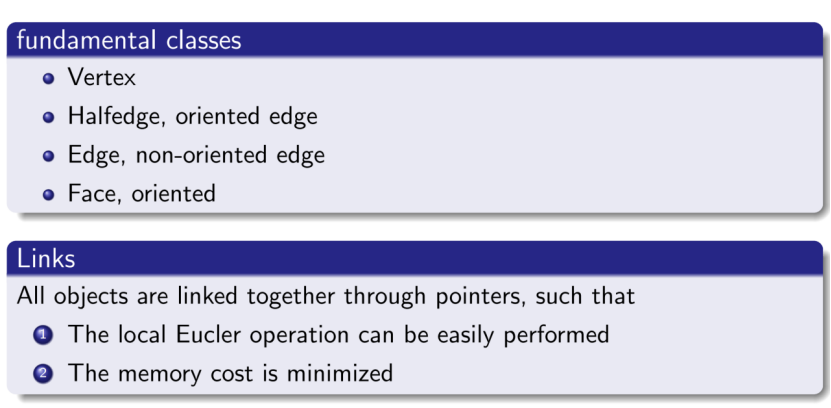 fundamental classes
Vertex
Halfedge, oriented edge
Edge, non-oriented edge
Face, oriented
Links
All objects are linked together through pointers, such that
1 The local Eucler operation can be easily performed
2 The memory cost is minimized